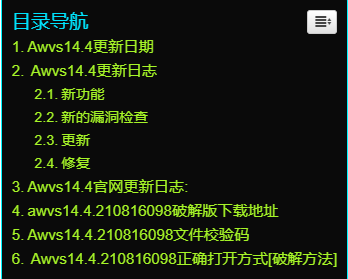 目录导航
1. Awvs14.4更新日期
2. Awvs14.4更新日志
2.1. 新功能
2.2. 新的漏洞检查
2.3. 更新
2.4. 修复
3. Awvs14.4官网更新日志:
4. awvs14.4.210816098破解版下载地址
5. Awvs14.4.210816098文件校验码
6. Awvs14.4.210816098正确打开方式[破解方法]